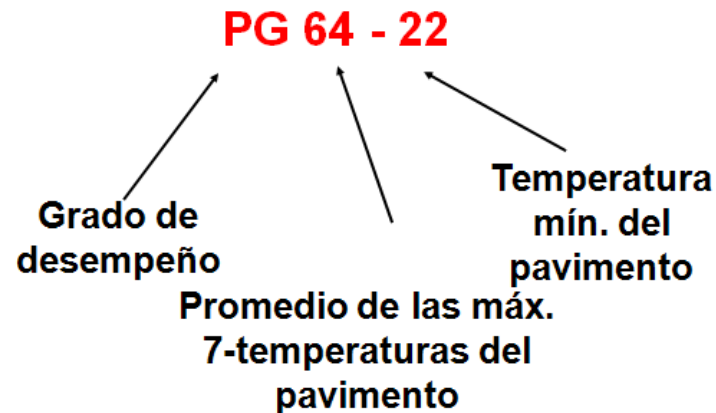 PG 64 - 22
Grado de
desempeño
Temperatura
mín. del
pavimento
Promedio de las máx.
7-temperaturas del
pavimento